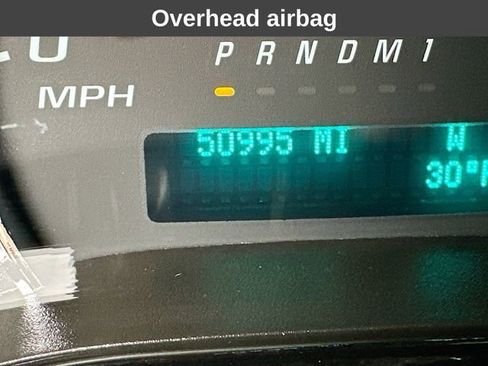 Overhead airbag
P R N D M 1
MPH
50995 MI W
30°